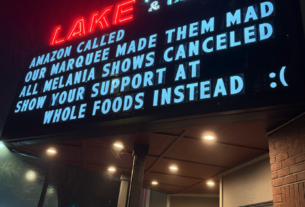 LAKE
AMAZON CALLED
OUR MARQUEE MADE THEM MAD
ALL MELANIA SHOWS CANCELED
SHOW YOUR SUPPORT AT
WHOLE FOODS INSTEAD :(